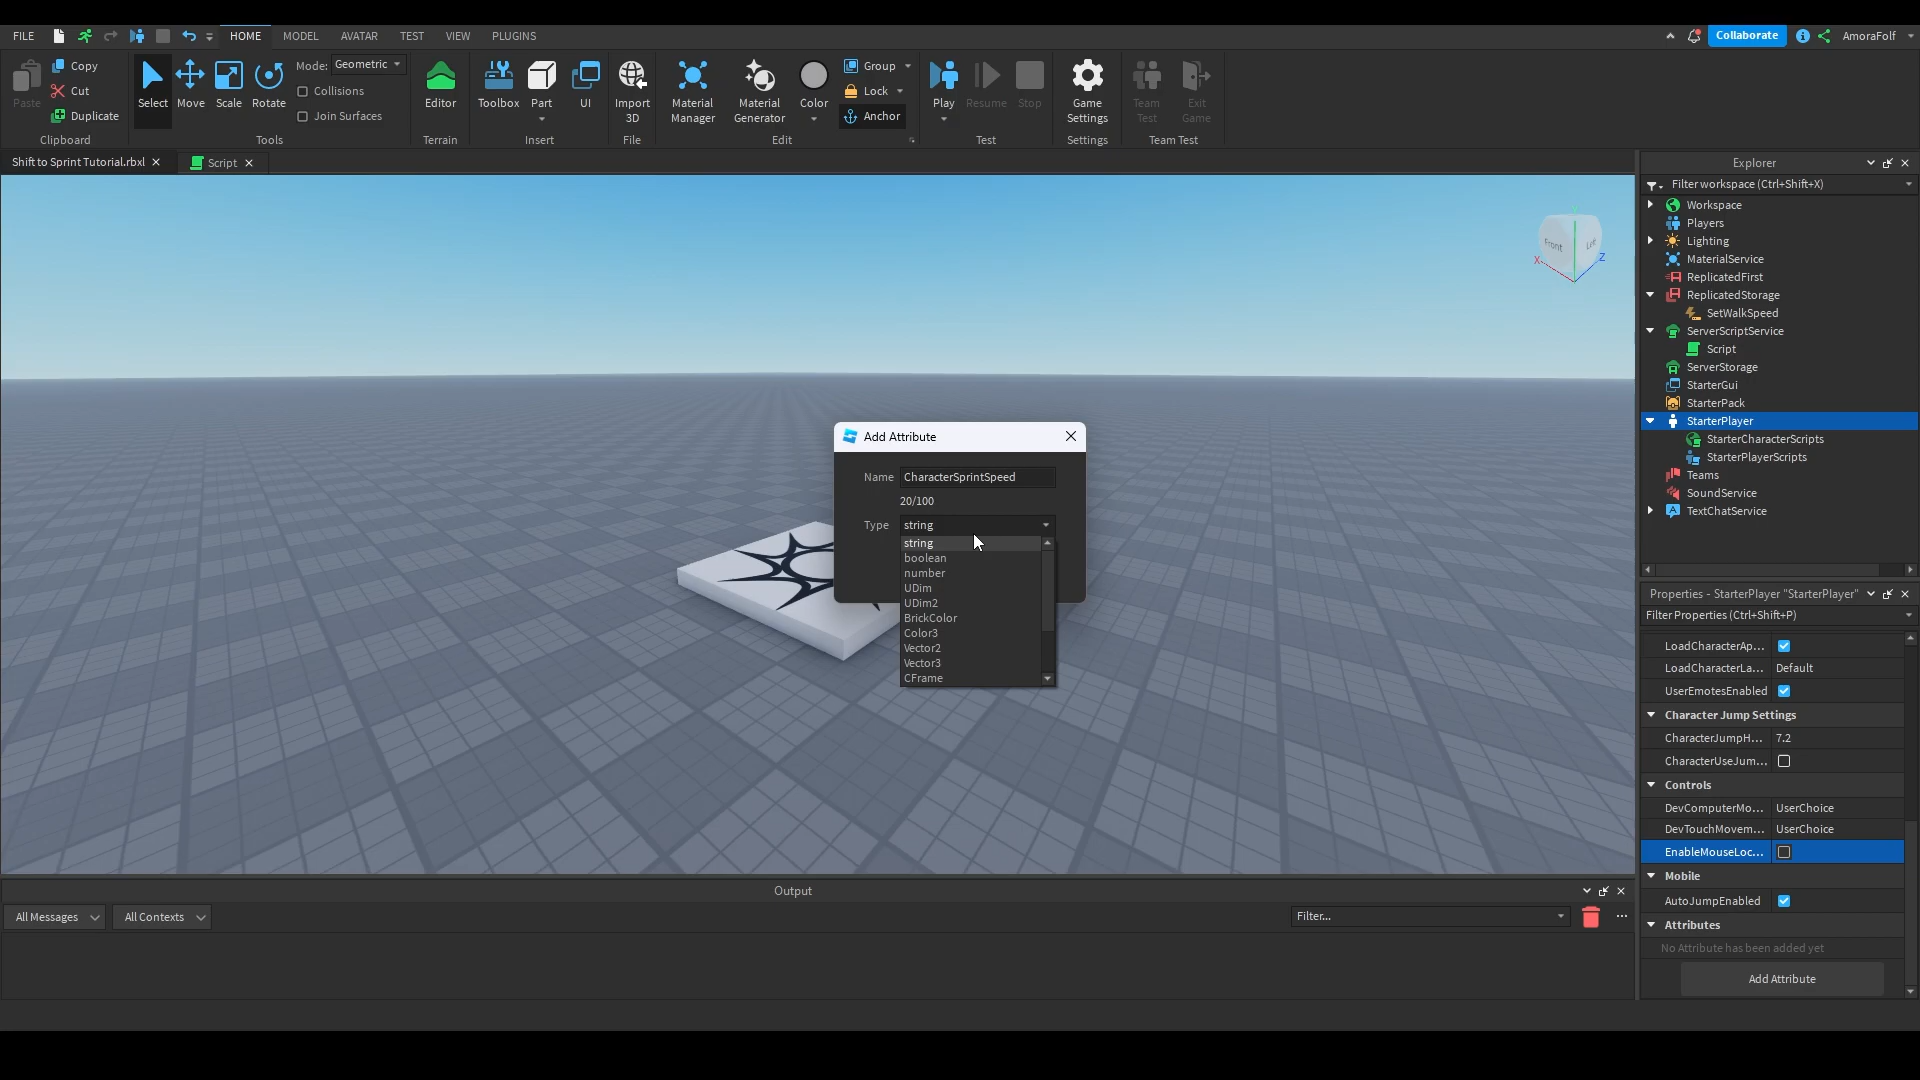 FILE HOME MODEL AVATAR TEST VIEW PLUGINS Collaborate AmoraFolf
Paste Copy Cut Duplicate
Clipboard
Select Move Scale Rotate
Mode: Geometric
Collisions
Join Surfaces
Tools
Editor
Terrain
Toolbox Part UI
Insert
Import
3D
File
Material
Manager
Material
Generator
Color
Group
Lock
Anchor
Edit
Play Resume Stop
Test
Game
Settings
Settings
Team
Test
Exit
Game
Team Test
Shift to Sprint Tutorial.rbxl
Script
Front
X
Z
Add Attribute
Name CharacterSprintSpeed
20/100
Type string
string
boolean
number
UDim
UDim2
BrickColor
Color3
Vector2
Vector3
CFrame
Output
All Messages
All Contexts
Filter...
Explorer
Filter workspace (Ctrl+Shift+X)
Workspace
Players
Lighting
MaterialService
ReplicatedFirst
ReplicatedStorage
SetWalkSpeed
ServerScriptService
Script
ServerStorage
StarterGui
StarterPack
StarterPlayer
StarterCharacterScripts
StarterPlayerScripts
Teams
SoundService
TextChatService
Properties - StarterPlayer "StarterPlayer"
Filter Properties (Ctrl+Shift+P)
LoadCharacterAp...
LoadCharacterLa... Default
UserEmotesEnabled
Character Jump Settings
CharacterJumpH... 7.2
CharacterUseJum...
Controls
DevComputerMo... UserChoice
DevTouchMovem... UserChoice
EnableMouseLoc...
Mobile
AutoJumpEnabled
Attributes
No Attribute has been added yet
Add Attribute